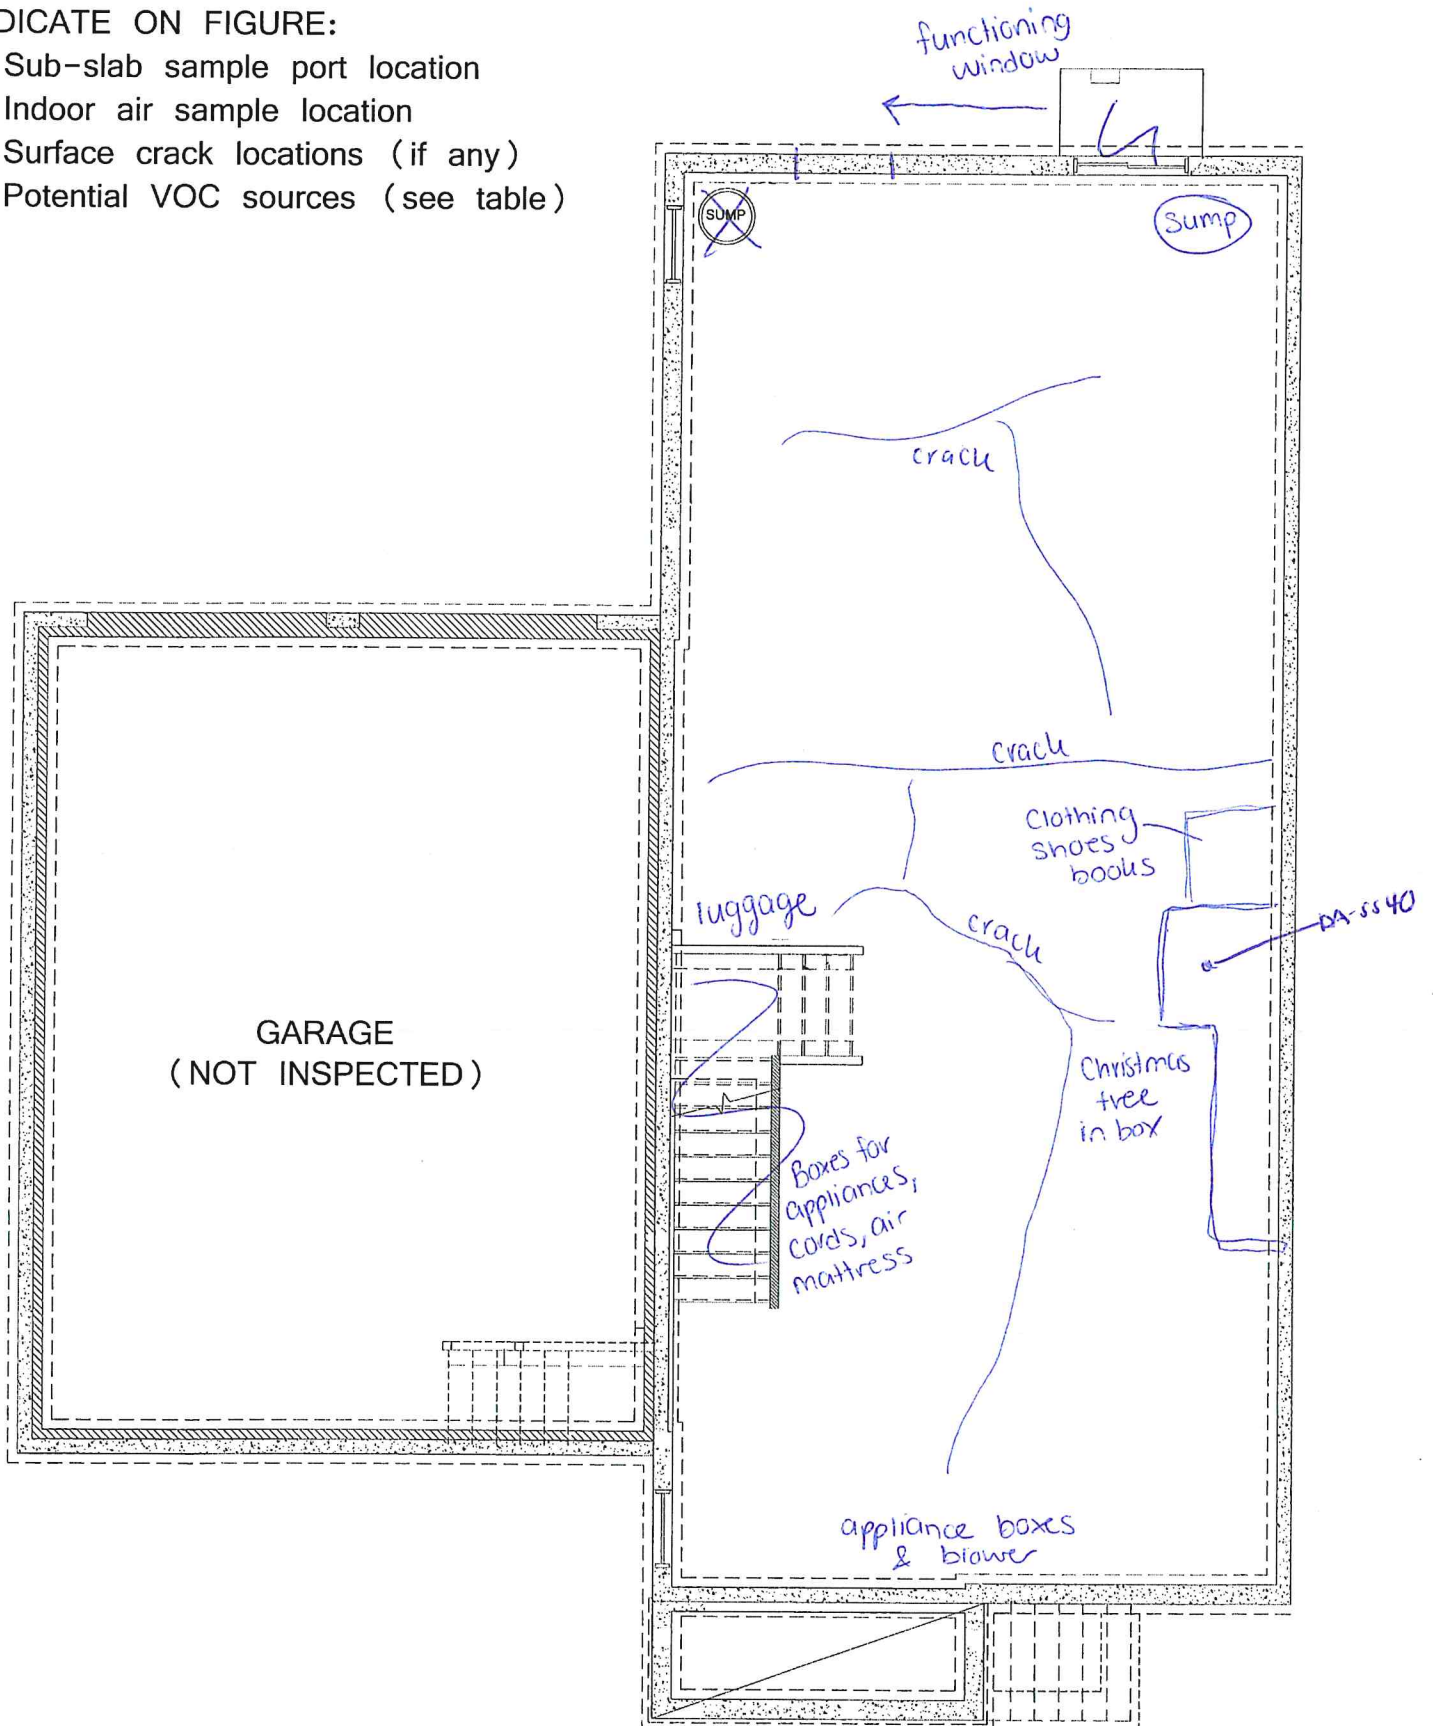 DICATE ON FIGURE:
Sub-slab sample port location
Indoor air sample location
Surface crack locations (if any)
Potential VOC sources (see table)
functioning
window
SUMP
Sump
crack
crack
Clothing
shoes
books
luggage
crack
DA-SS40
GARAGE
(NOT INSPECTED)
Christmas
tree
in box
Boxes for
appliances,
cords, air
mattress
appliance boxes
& blower